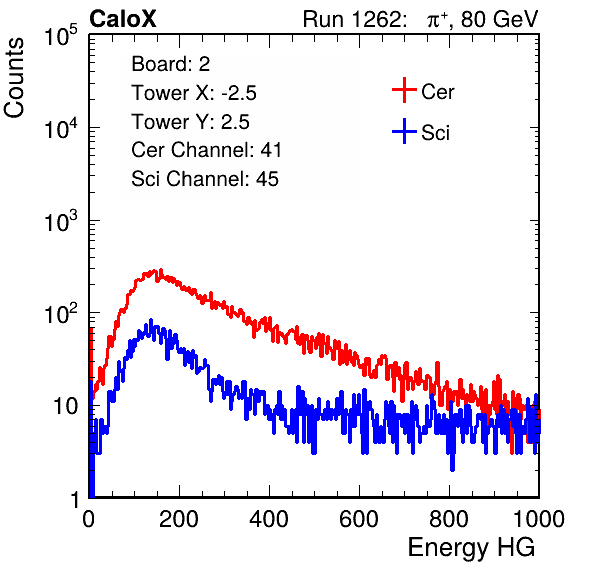 CaloX Run 1262: π⁺, 80 GeV
Counts
Board: 2
Tower X: -2.5
Tower Y: 2.5
Cer Channel: 41
Sci Channel: 45
Cer
Sci
10⁵
10⁴
10³
10²
10
1
0 200 400 600 800 1000
Energy HG